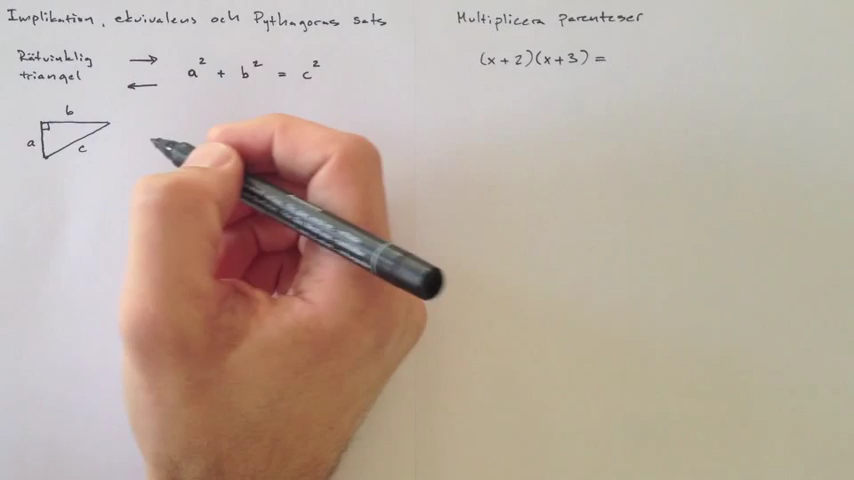 Implikation, ekvivalens och Pythagoras sats
Rätvinklig triangel → ← a² + b² = c²
b
a
c
Multiplicera parenteser
(x + 2)(x + 3) =